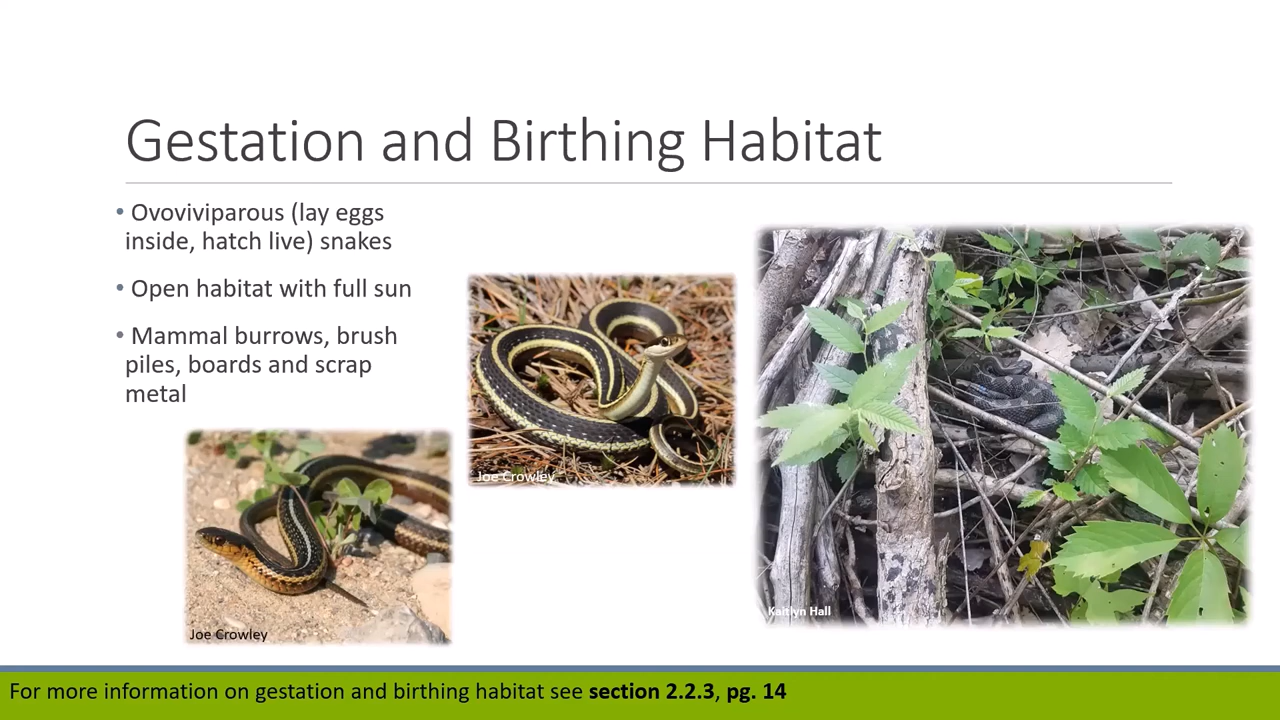 Gestation and Birthing Habitat
• Ovoviviparous (lay eggs
inside, hatch live) snakes
• Open habitat with full sun
• Mammal burrows, brush
piles, boards and scrap
metal
Joe Crowley
Joe Crowley
Kaitlyn Hall
For more information on gestation and birthing habitat see section 2.2.3, pg. 14